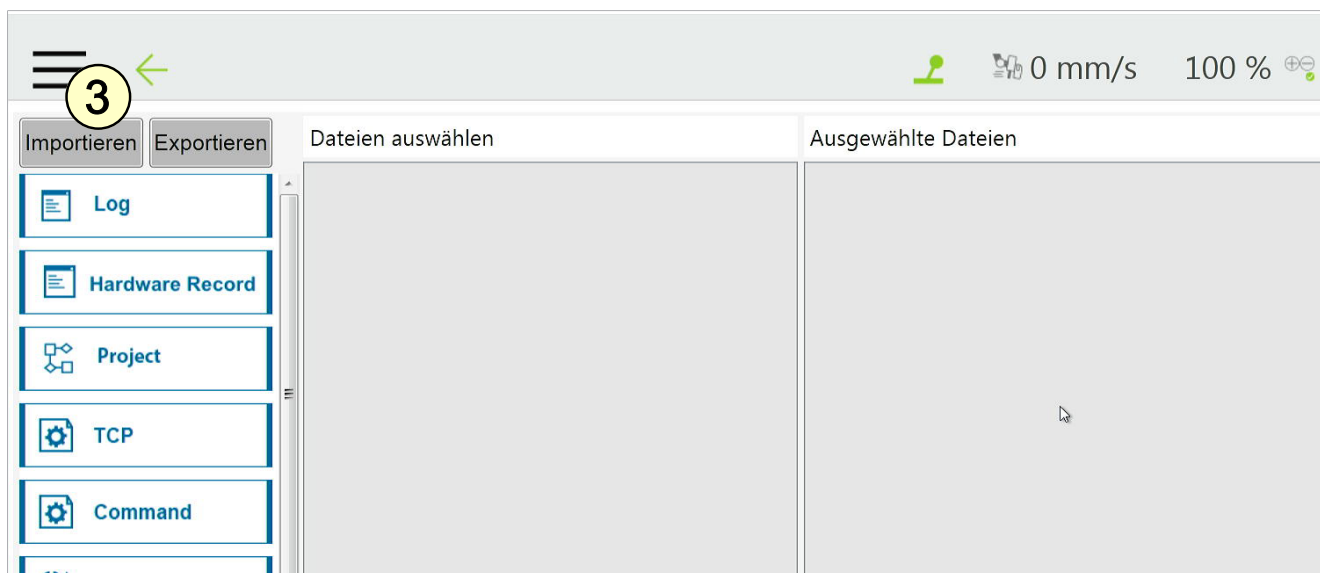 0 mm/s 100 %
3
Importieren Exportieren Dateien auswählen Ausgewählte Dateien
Log
Hardware Record
Project
TCP
Command